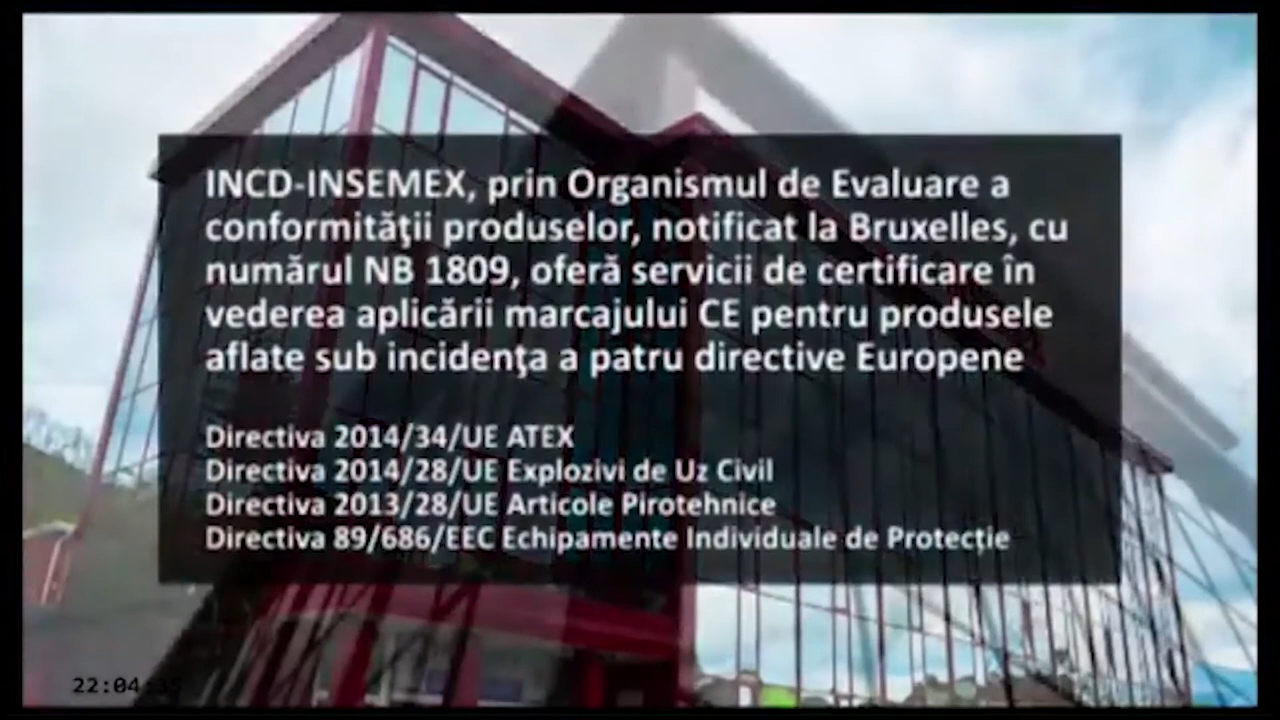 INCD-INSEMEX, prin Organismul de Evaluare a
conformităţii produselor, notificat la Bruxelles, cu
numărul NB 1809, oferă servicii de certificare în
vederea aplicării marcajului CE pentru produsele
aflate sub incidenţa a patru directive Europene
Directiva 2014/34/UE ATEX
Directiva 2014/28/UE Explozivi de Uz Civil
Directiva 2013/28/UE Articole Pirotehnice
Directiva 89/686/EEC Echipamente Individuale de Protecție
22:04